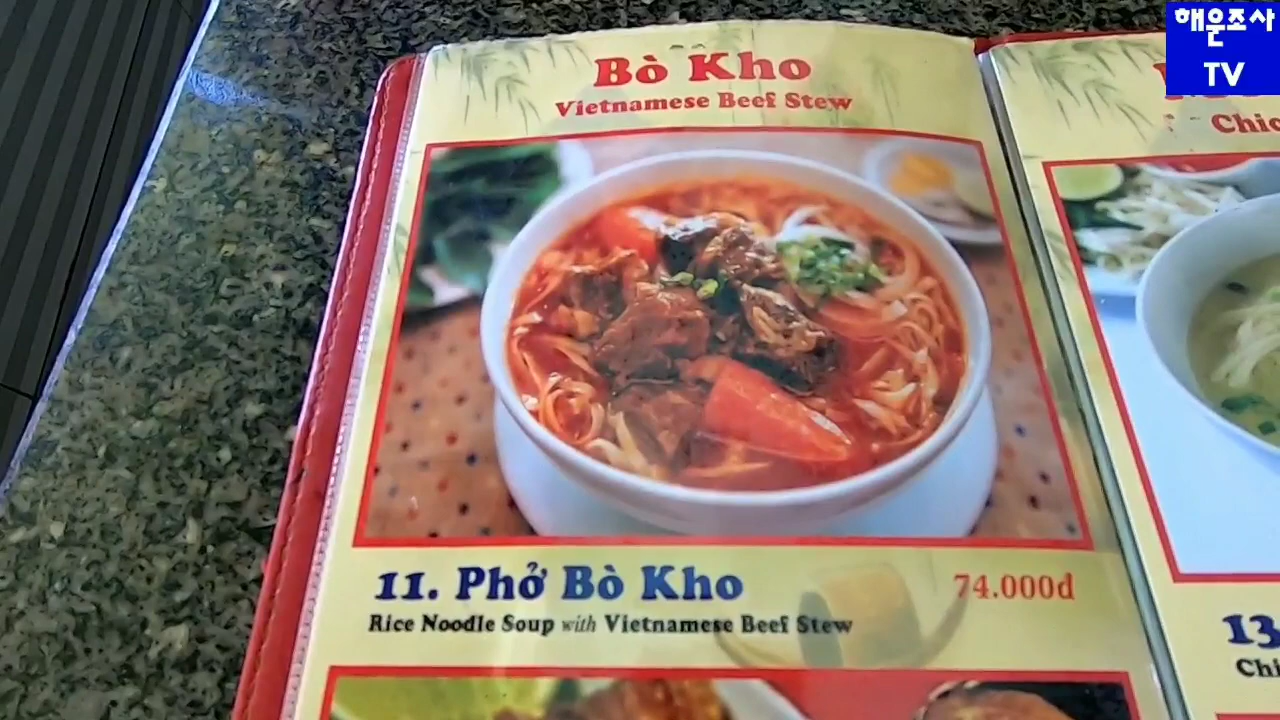 해운조사
TV
Bò Kho
Vietnamese Beef Stew
Chic
11. Phở Bò Kho
74.000đ
Rice Noodle Soup with Vietnamese Beef Stew
13
Chi